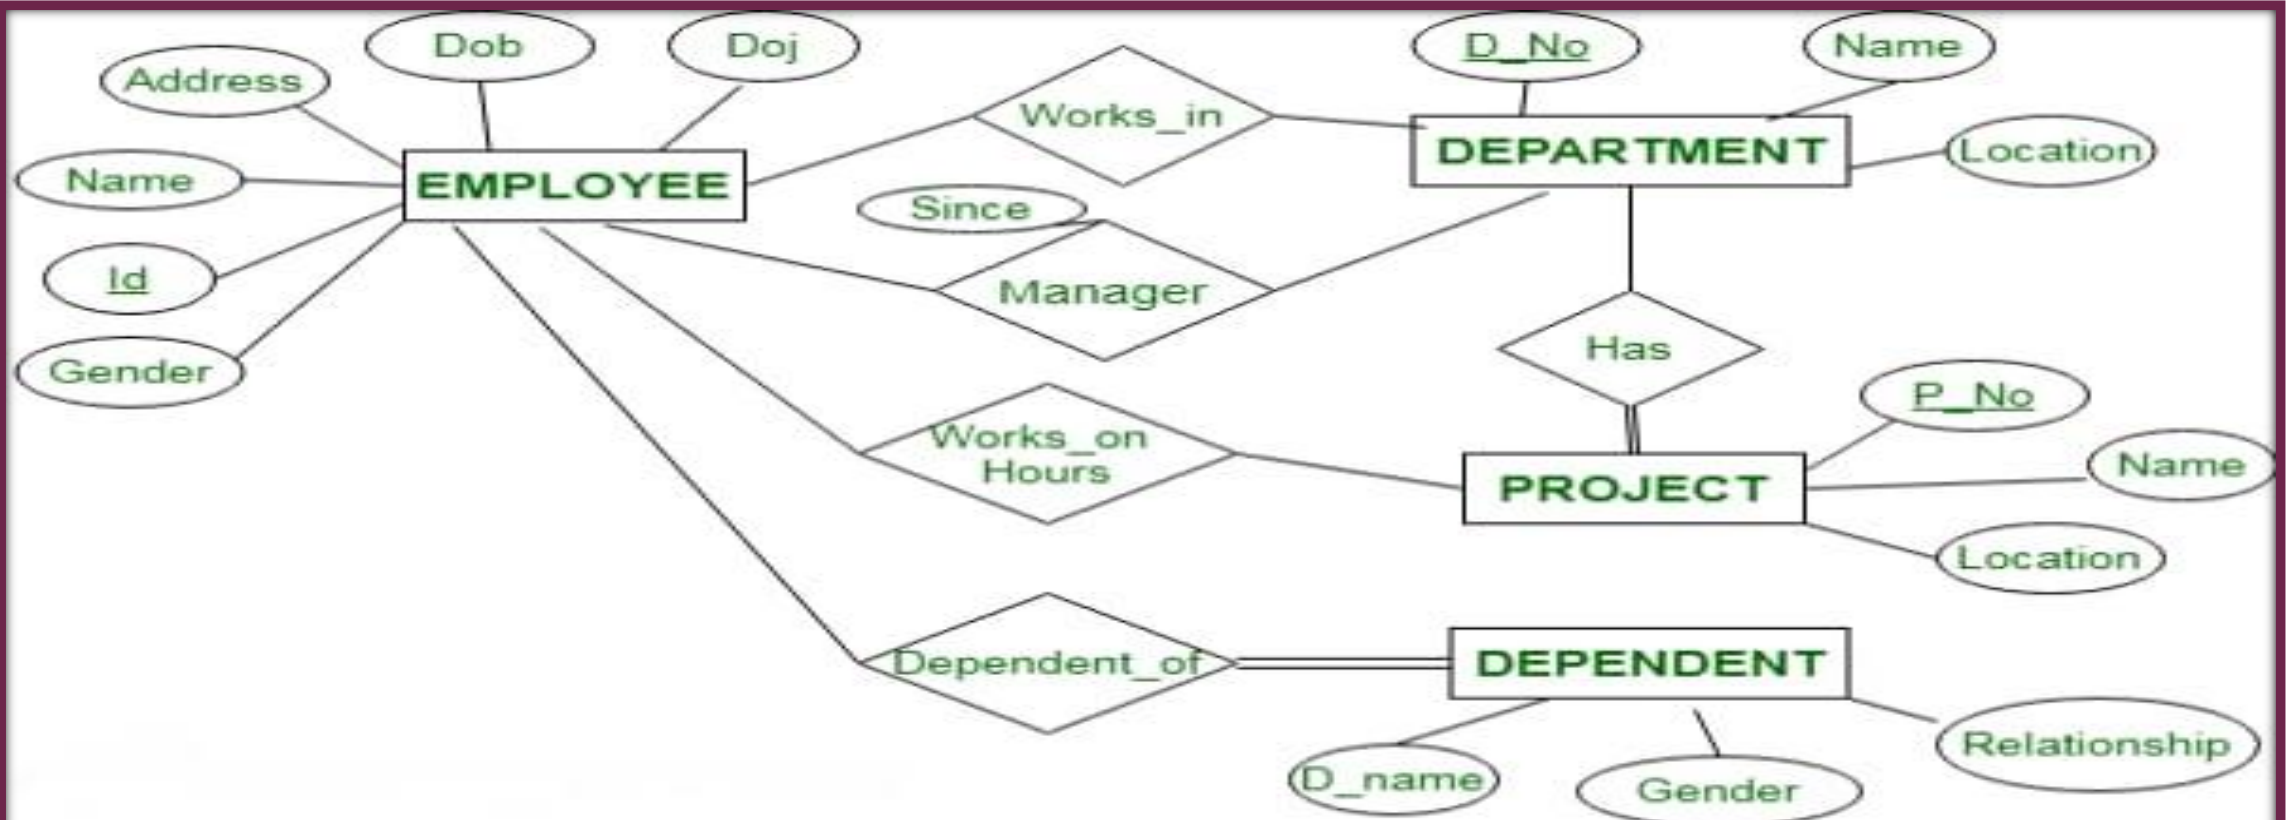 Dob
Doj
D_No
Name
Address
Works_in
DEPARTMENT
Location
Name
EMPLOYEE
Since
Id
Manager
Gender
Has
P_No
Works_on
Hours
Name
PROJECT
Location
Dependent_of
DEPENDENT
Relationship
D_name
Gender